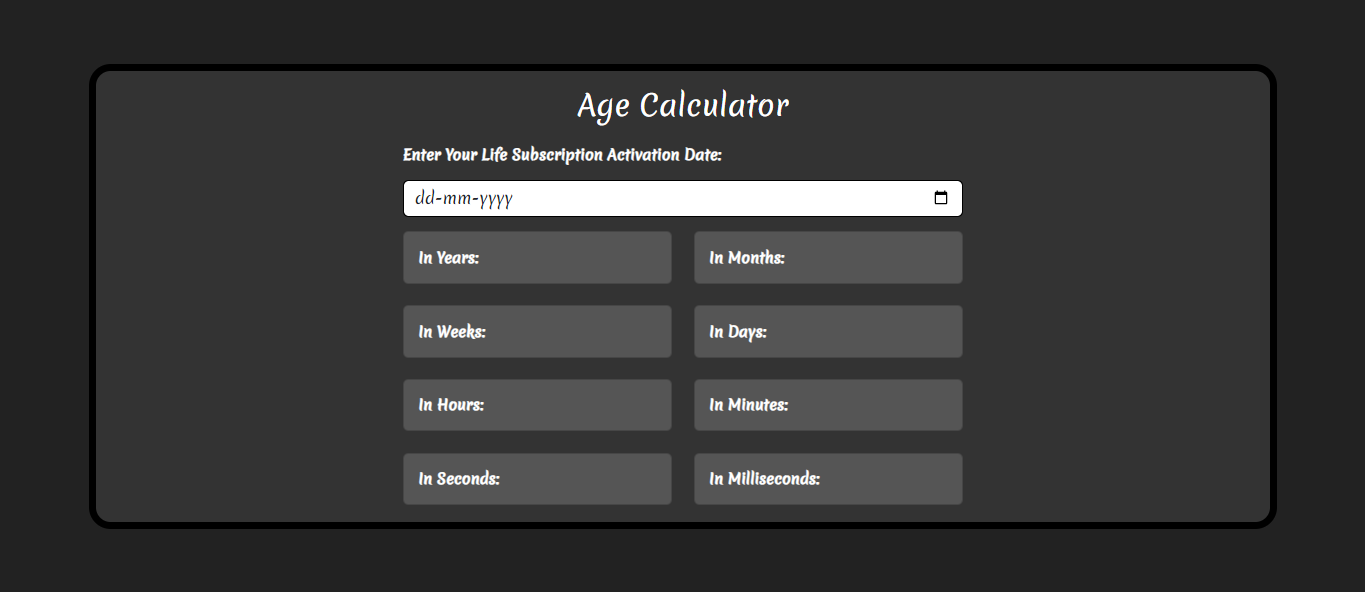 Age Calculator
Enter Your Life Subscription Activation Date:
dd-mm-yyyy
In Years:
In Months:
In Weeks:
In Days:
In Hours:
In Minutes:
In Seconds:
In Milliseconds: